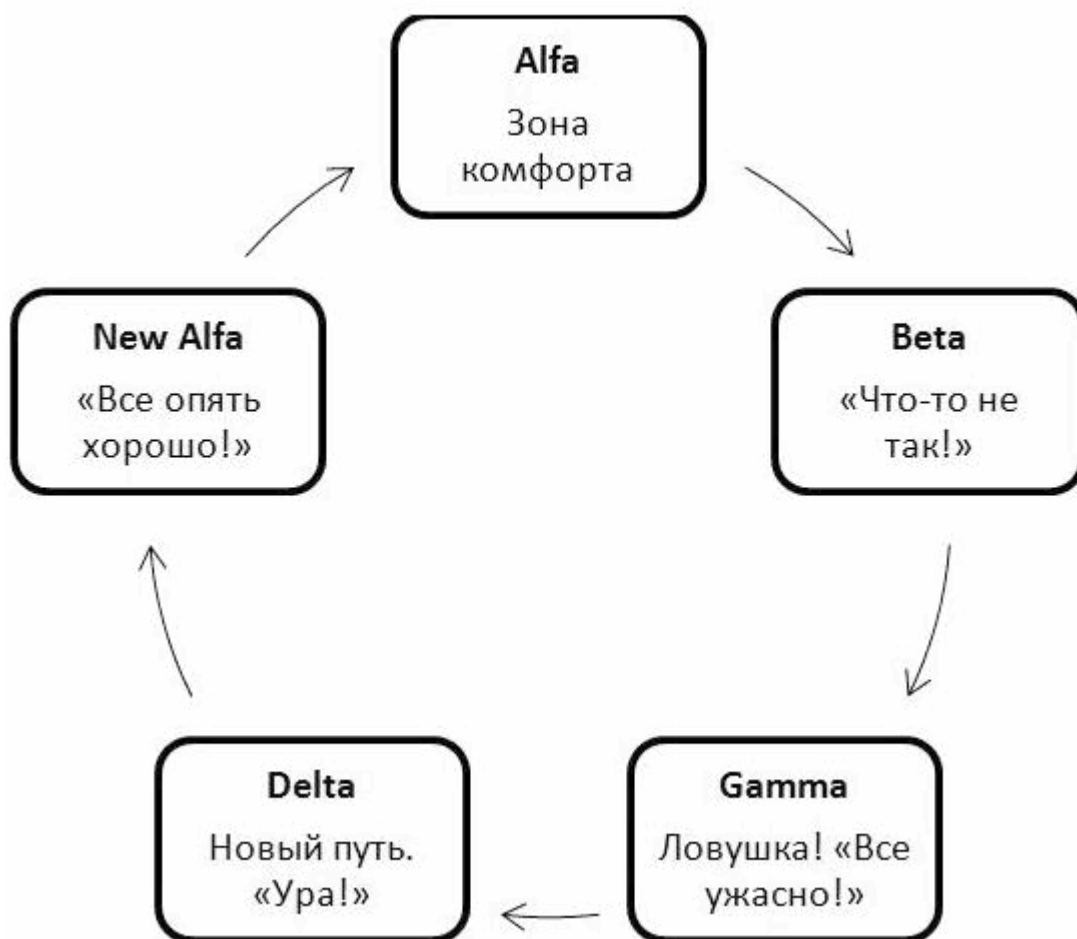 Alfa
Зона
комфорта
New Alfa
«Все опять
хорошо!»
Beta
«Что-то не
так!»
Delta
Новый путь.
«Ура!»
Gamma
Ловушка! «Все
ужасно!»